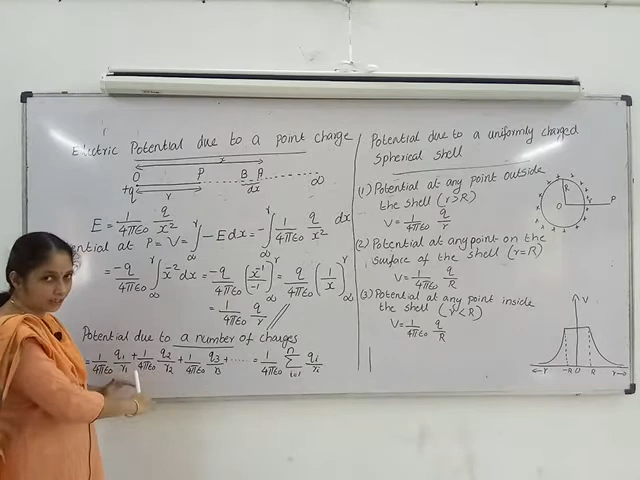 Electric Potential due to a point charge
x
O P B A ∞
+q r dx
E = 1/4πε₀ q/x²
ential at P = V = ∫_∞^r −E dx = −∫_∞^r 1/4πε₀ q/x² dx
= −q/4πε₀ ∫_∞^r x⁻² dx = −q/4πε₀ (x⁻¹/−1)_∞^r = q/4πε₀ (1/x)_∞^r
= 1/4πε₀ q/r
Potential due to a number of charges
= 1/4πε₀ q₁/r₁ + 1/4πε₀ q₂/r₂ + 1/4πε₀ q₃/r₃ + ...... = 1/4πε₀ Σ_{i=1}^n qᵢ/rᵢ
Potential due to a uniformly charged
spherical shell
(1) Potential at any point outside
the shell (r>R)
V = 1/4πε₀ q/r
R
O r P
(2) Potential at any point on the
surface of the shell (r=R)
V = 1/4πε₀ q/R
(3) Potential at any point inside
the shell (r<R)
V = 1/4πε₀ q/R
V
←r −R O R r→